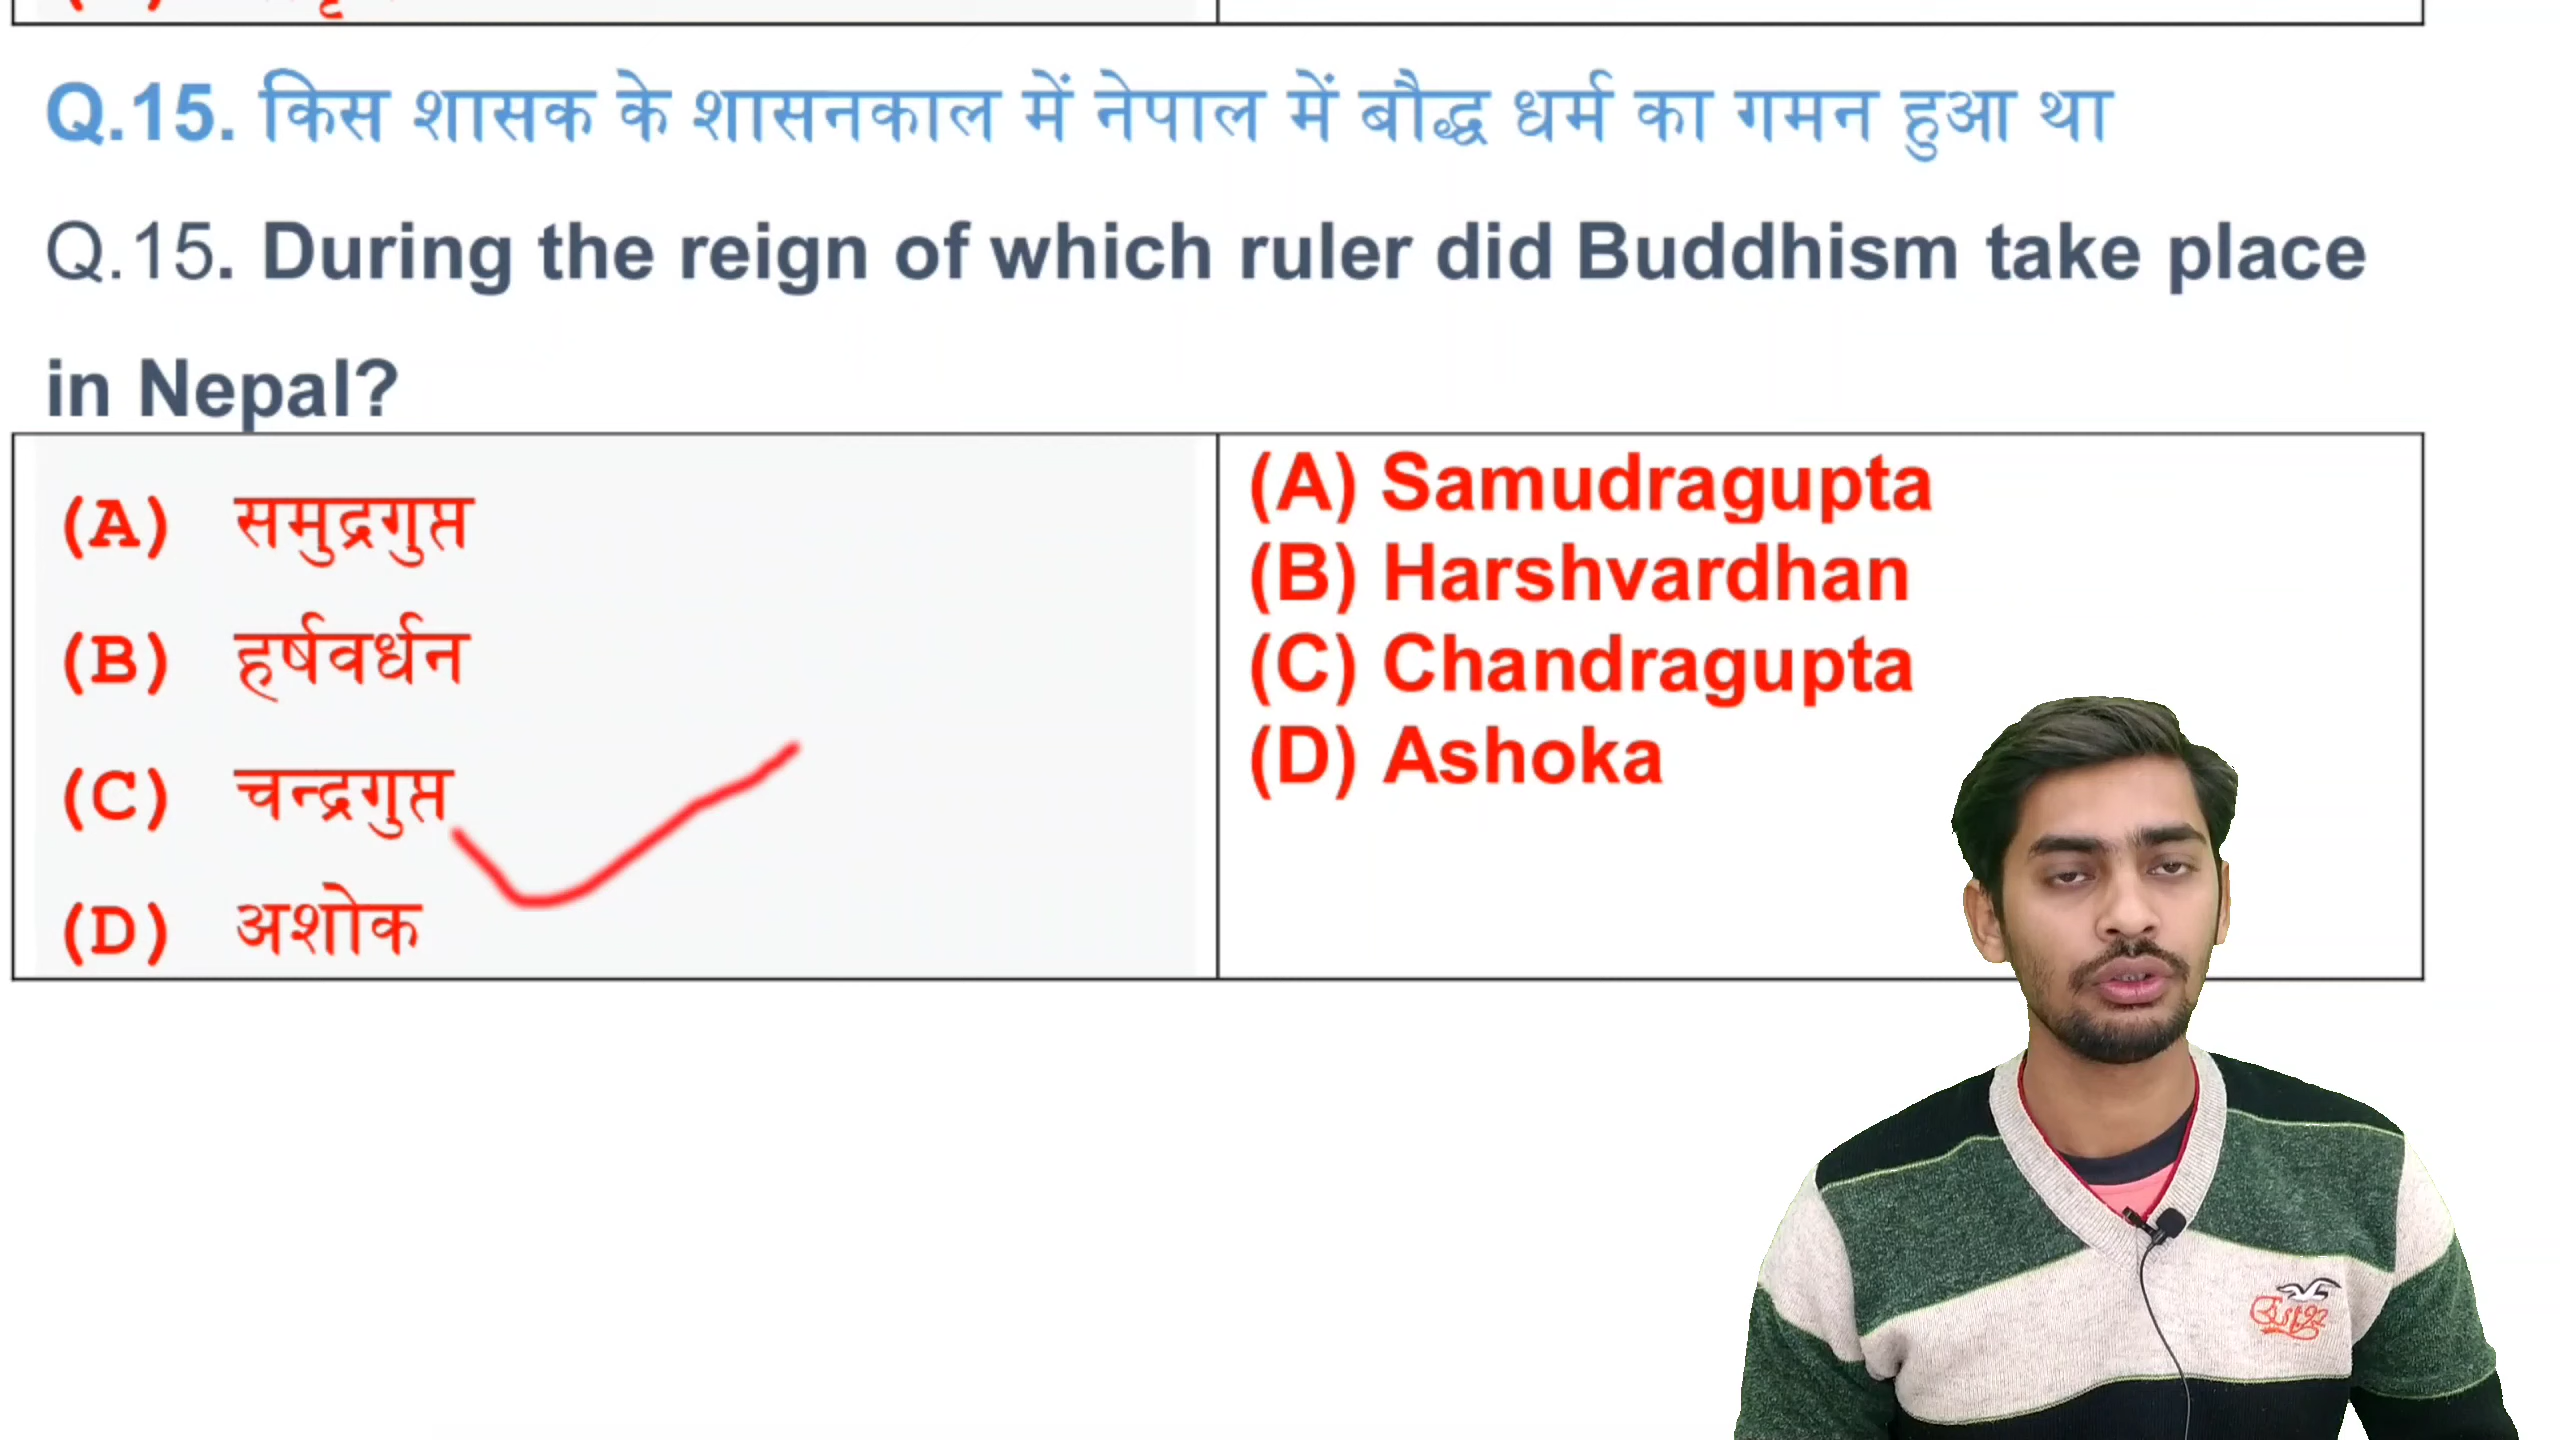 Q.15. किस शासक के शासनकाल में नेपाल में बौद्ध धर्म का गमन हुआ था
Q.15. During the reign of which ruler did Buddhism take place
in Nepal?
(A) समुद्रगुप्त
(B) हर्षवर्धन
(C) चन्द्रगुप्त
(D) अशोक
(A) Samudragupta
(B) Harshvardhan
(C) Chandragupta
(D) Ashoka